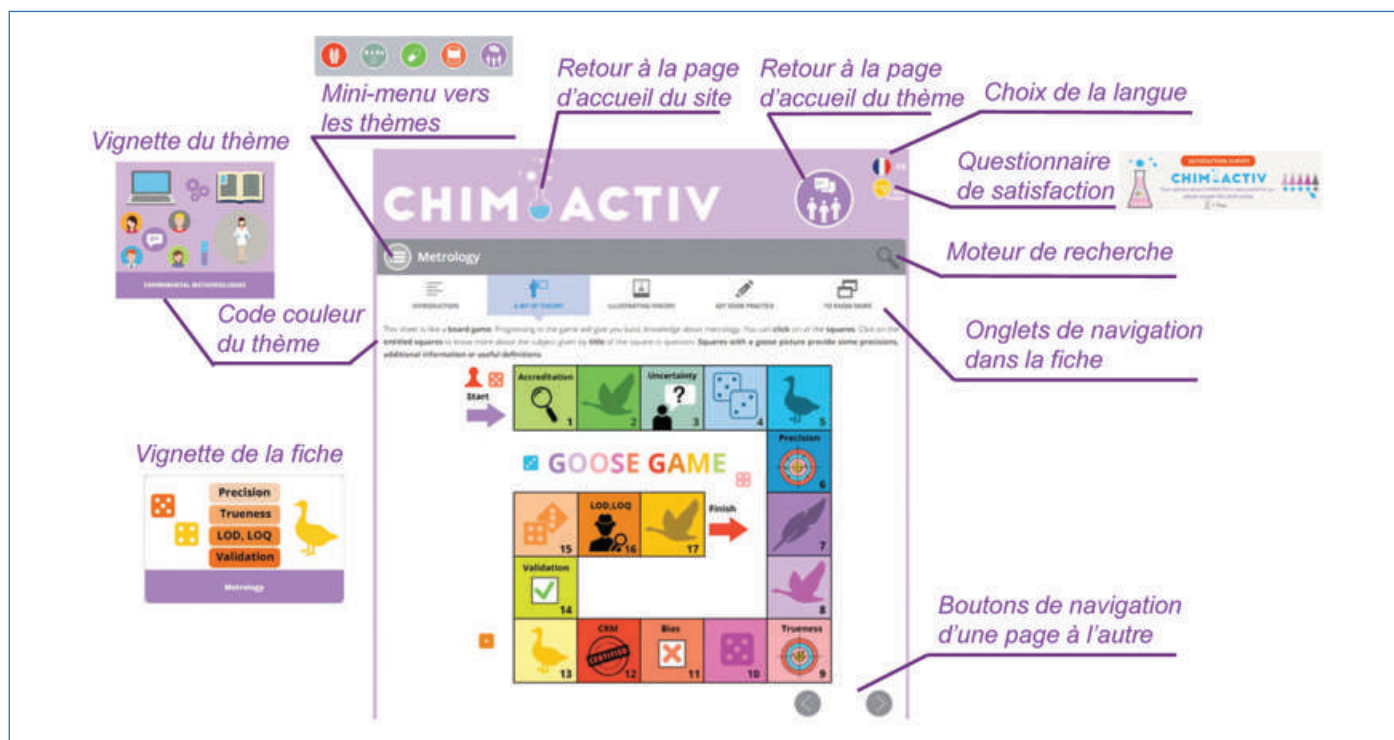 Mini-menu vers
les thèmes
Retour à la page
d'accueil du site
Retour à la page
d'accueil du thème
Choix de la langue
Vignette du thème
EXPERIMENTAL METHODOLOGIES
Questionnaire
de satisfaction
SATISFACTION SURVEY
CHIMACTIV
CHIMACTIV
Moteur de recherche
Metrology
INTRODUCTION
A BIT OF THEORY
ILLUSTRATING THEORY
GET SOME PRACTICE
TO KNOW MORE
Code couleur
du thème
Onglets de navigation
dans la fiche
This sheet is like a board game. Progressing in the game will give you basic knowledge about metrology. You can click on all the squares. Click on the
entitled squares to know more about the subject given by title of the square in question. Squares with a goose picture provide some precisions,
additional information or useful definitions.
Start
Accreditation
1
2
Uncertainty
?
3
4
5
Precision
6
GOOSE GAME
Vignette de la fiche
Precision
Trueness
LOD, LOQ
Validation
Metrology
15
LOD,LOQ
16
17
Finish
7
Validation
14
8
Boutons de navigation
d'une page à l'autre
13
CRM
CERTIFIED
12
Bias
11
10
Trueness
9